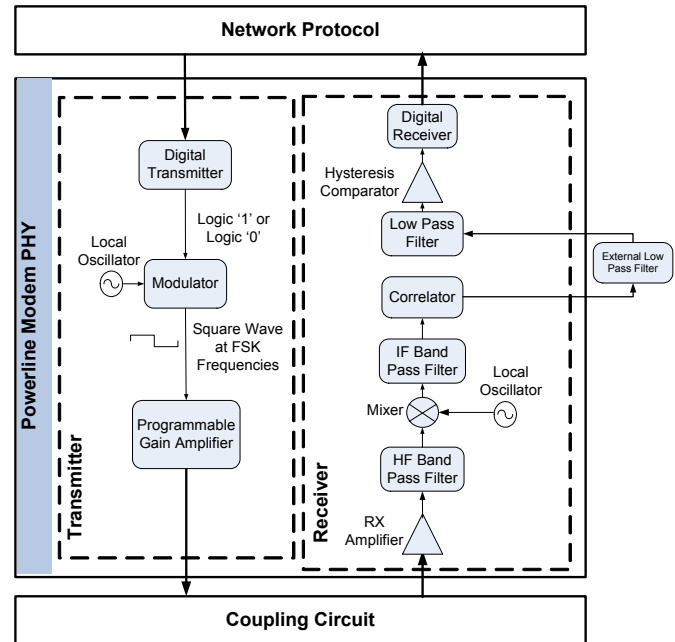 Network Protocol
Powerline Modem PHY
Transmitter
Digital
Transmitter
Logic ‘1’ or
Logic ‘0’
Local
Oscillator
Modulator
Square Wave
at FSK
Frequencies
Programmable
Gain Amplifier
Receiver
Digital
Receiver
Hysteresis
Comparator
Low Pass
Filter
External Low
Pass Filter
Correlator
IF Band
Pass Filter
Local
Oscillator
Mixer
HF Band
Pass Filter
RX
Amplifier
Coupling Circuit